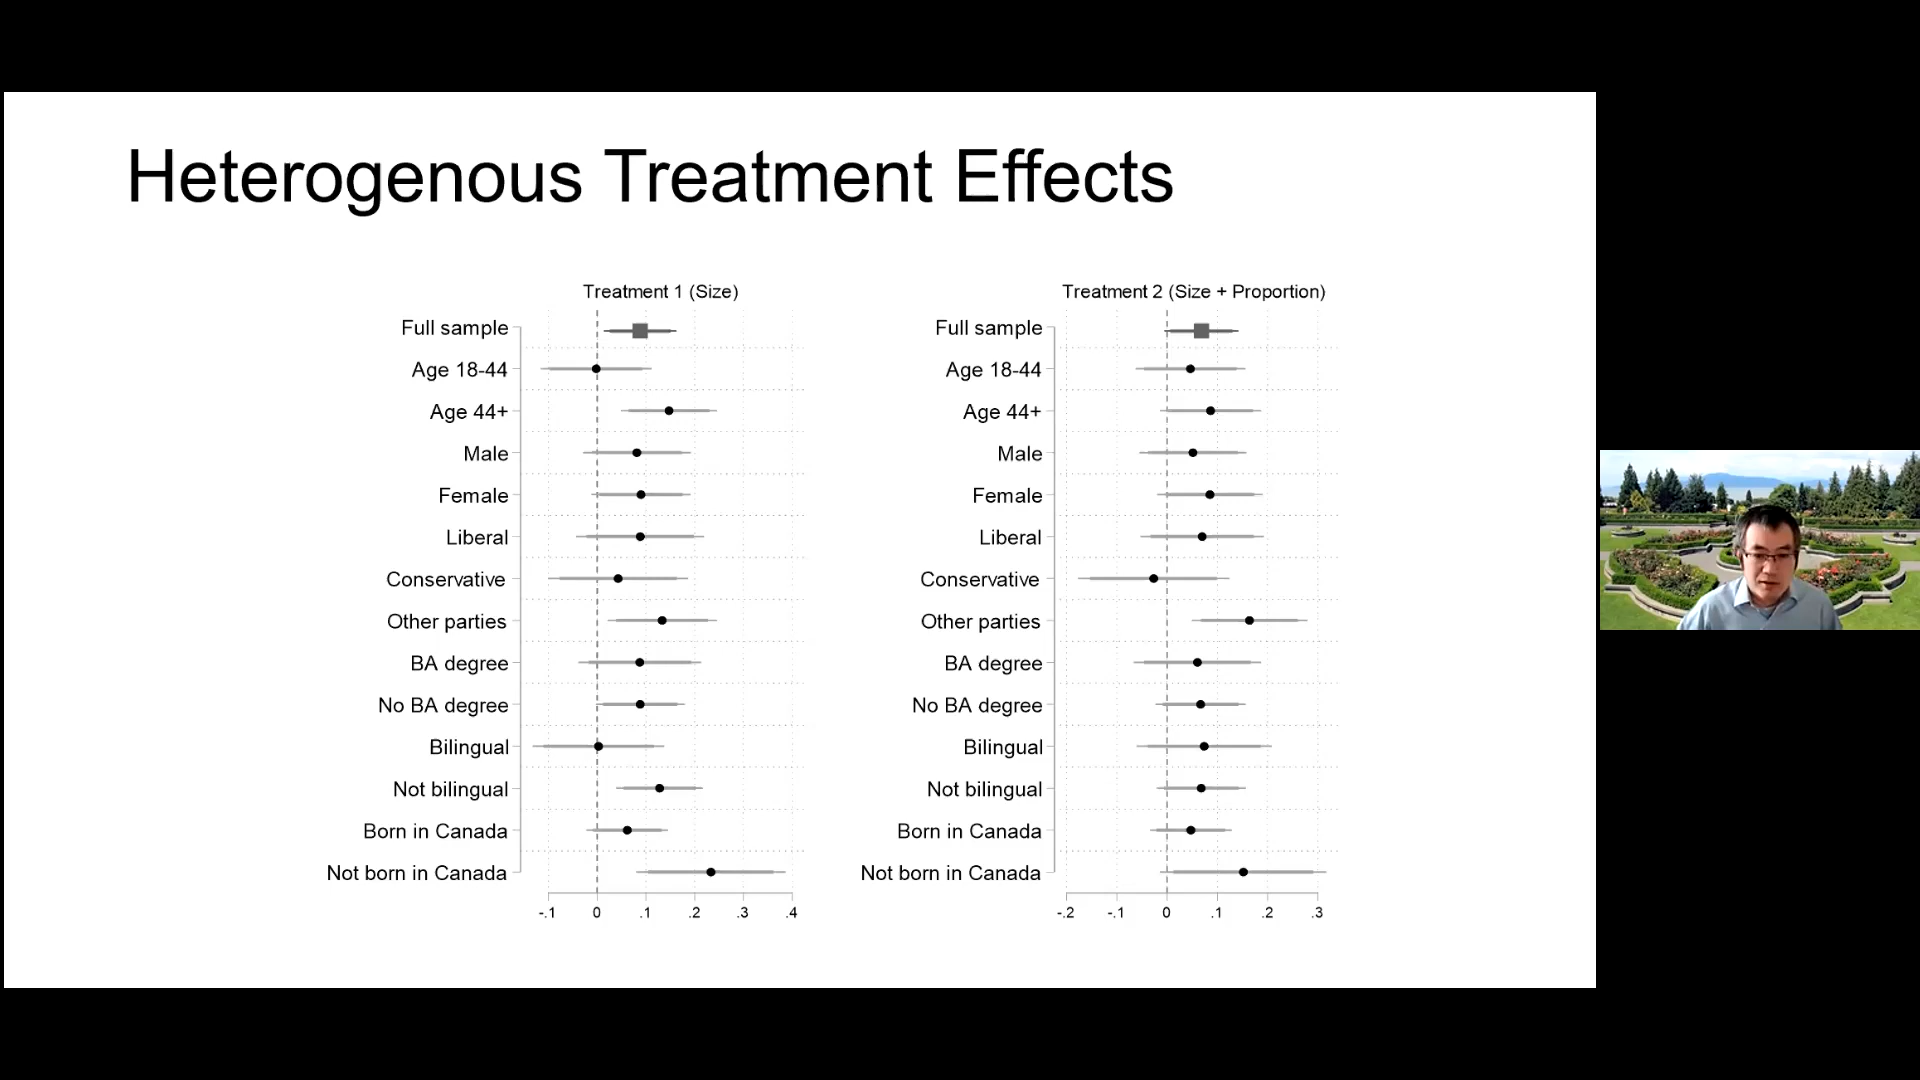 Heterogenous Treatment Effects
Treatment 1 (Size)
Full sample
Age 18-44
Age 44+
Male
Female
Liberal
Conservative
Other parties
BA degree
No BA degree
Bilingual
Not bilingual
Born in Canada
Not born in Canada
-.1 0 .1 .2 .3 .4
Treatment 2 (Size + Proportion)
Full sample
Age 18-44
Age 44+
Male
Female
Liberal
Conservative
Other parties
BA degree
No BA degree
Bilingual
Not bilingual
Born in Canada
Not born in Canada
-.2 -.1 0 .1 .2 .3